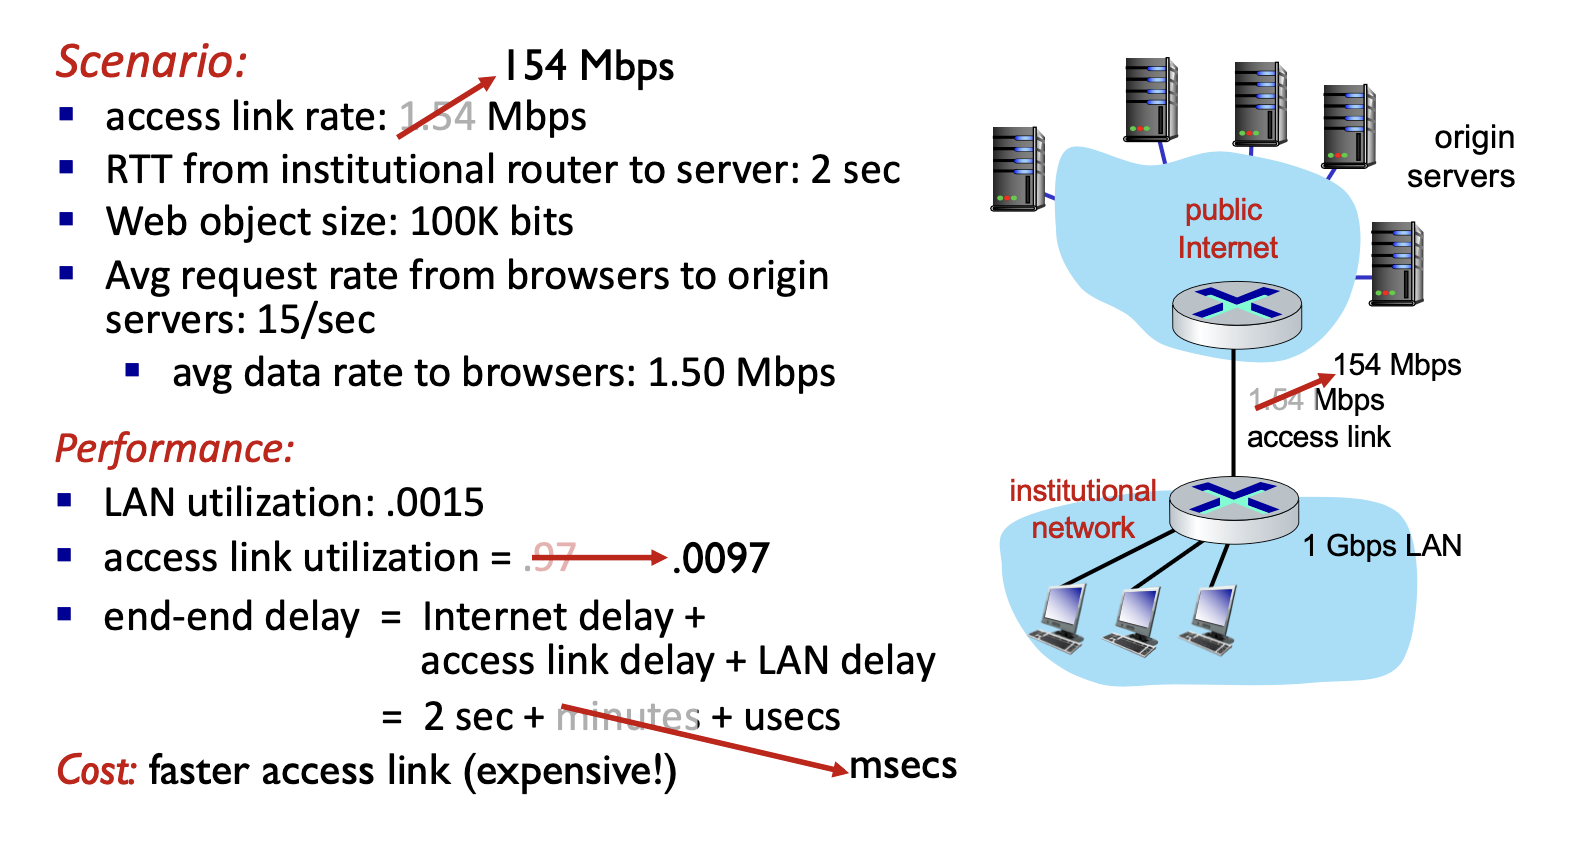 Scenario:
154 Mbps
access link rate: 1.54 Mbps
RTT from institutional router to server: 2 sec
Web object size: 100K bits
Avg request rate from browsers to origin
servers: 15/sec
avg data rate to browsers: 1.50 Mbps
Performance:
LAN utilization: .0015
access link utilization = .97 .0097
end-end delay = Internet delay +
access link delay + LAN delay
= 2 sec + minutes + usecs
msecs
Cost: faster access link (expensive!)
origin
servers
public
Internet
154 Mbps
1.54 Mbps
access link
institutional
network
1 Gbps LAN